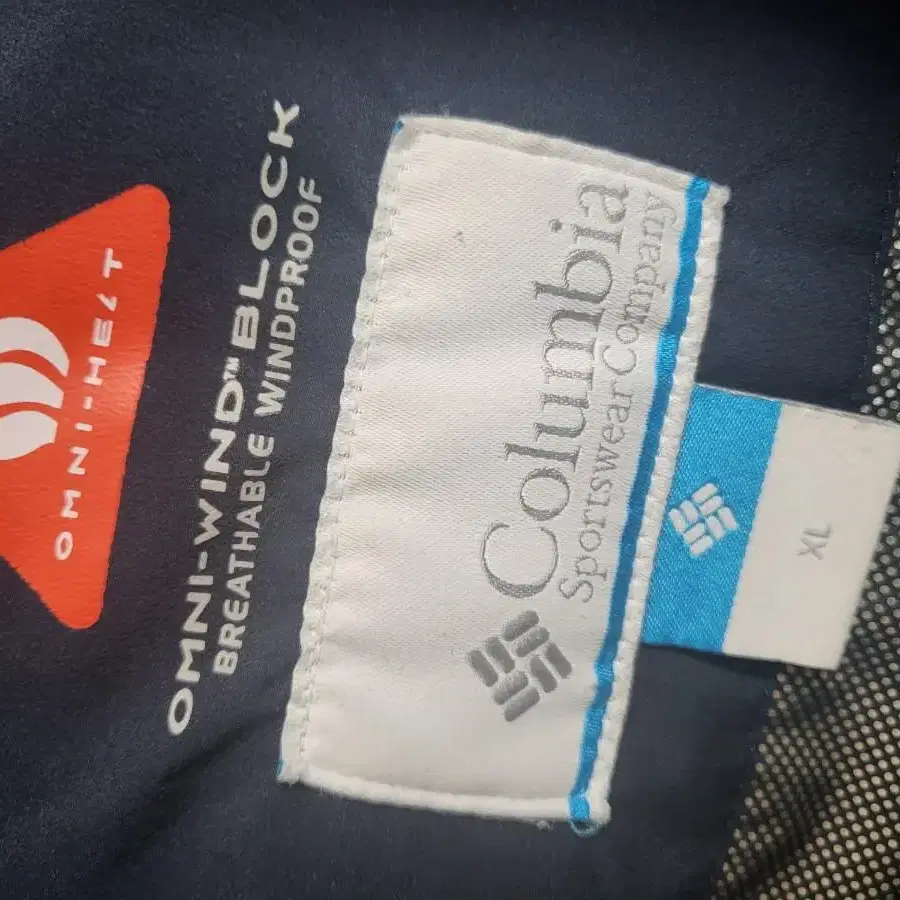 OMNI-HEAT
OMNI-WIND™ BLOCK
BREATHABLE WINDPROOF
Columbia
Sportswear Company
XL